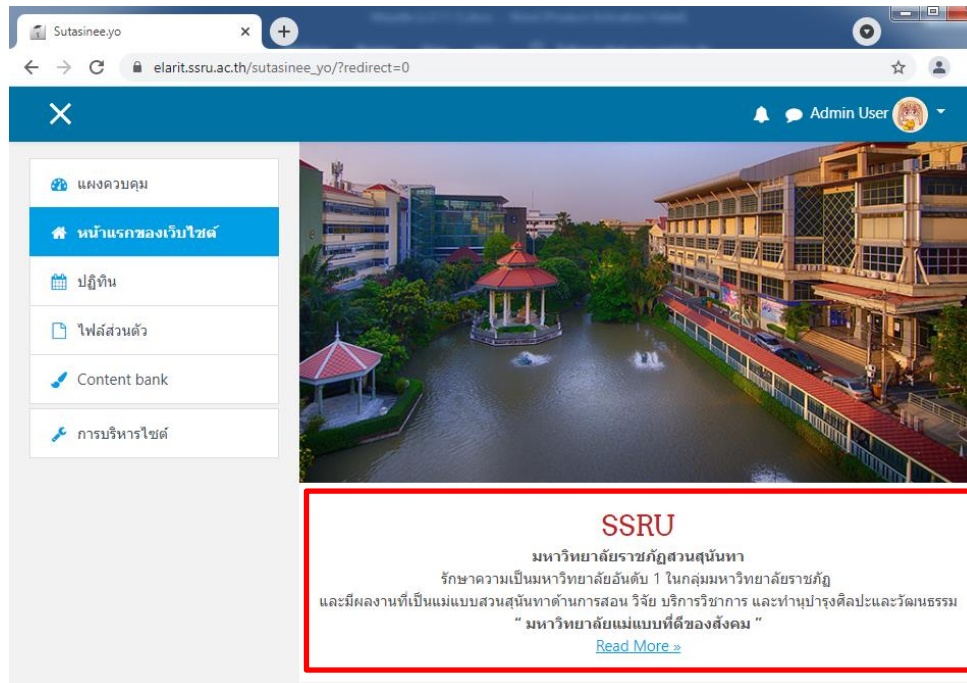 Sutasinee.yo
elarit.ssru.ac.th/sutasinee_yo/?redirect=0
Admin User
แผงควบคุม
หน้าแรกของเว็บไซต์
ปฏิทิน
ไฟล์ส่วนตัว
Content bank
การบริหารไซต์
SSRU
มหาวิทยาลัยราชภัฏสวนสุนันทา
รักษาความเป็นมหาวิทยาลัยอันดับ 1 ในกลุ่มมหาวิทยาลัยราชภัฏ
และมีผลงานที่เป็นแม่แบบสวนสุนันทาด้านการสอน วิจัย บริการวิชาการ และทำนุบำรุงศิลปะและวัฒนธรรม
“ มหาวิทยาลัยแม่แบบที่ดีของสังคม ”
Read More »